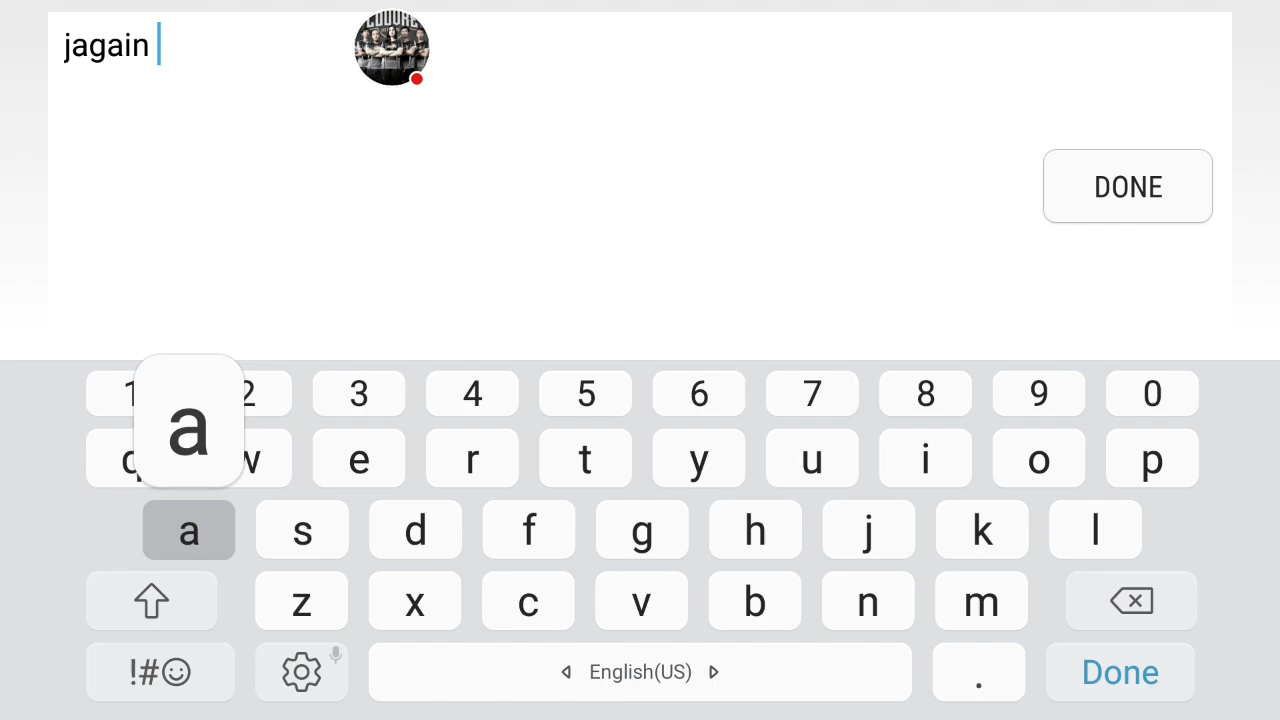 jagain
DONE
1 2 3 4 5 6 7 8 9 0
a
q w e r t y u i o p
a s d f g h j k l
z x c v b n m
!#☺ English(US) . Done